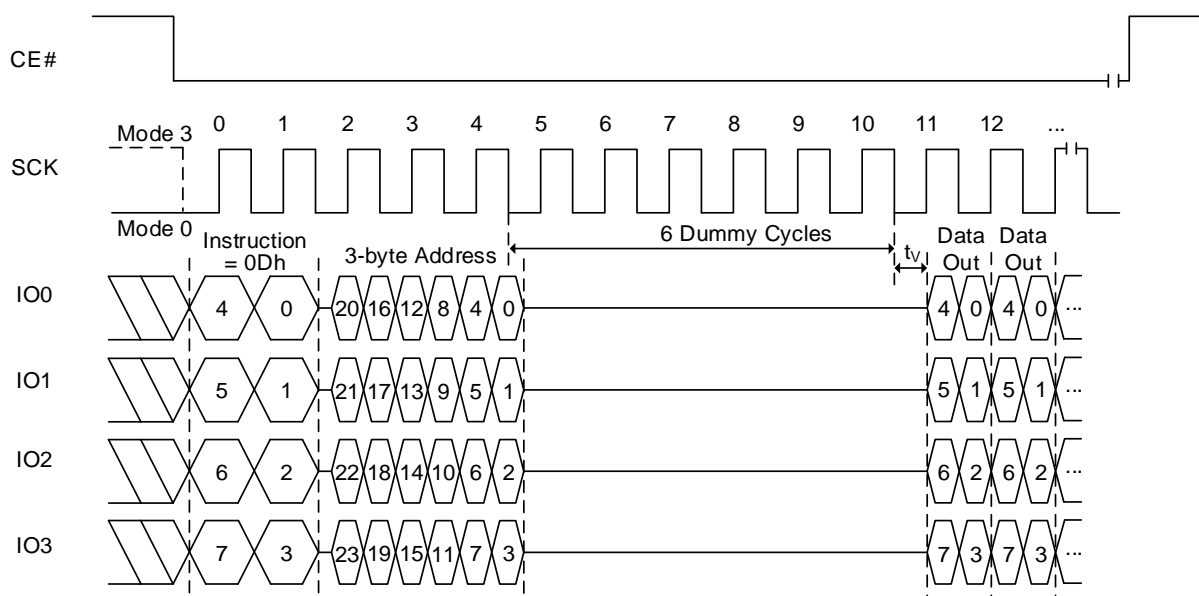 CE#
Mode 3 0 1 2 3 4 5 6 7 8 9 10 11 12 ...
SCK
Mode 0
Instruction = 0Dh
3-byte Address
6 Dummy Cycles
tV
Data Out
Data Out
IO0 4 0 20 16 12 8 4 0 4 0 4 0 ...
IO1 5 1 21 17 13 9 5 1 5 1 5 1 ...
IO2 6 2 22 18 14 10 6 2 6 2 6 2 ...
IO3 7 3 23 19 15 11 7 3 7 3 7 3 ...